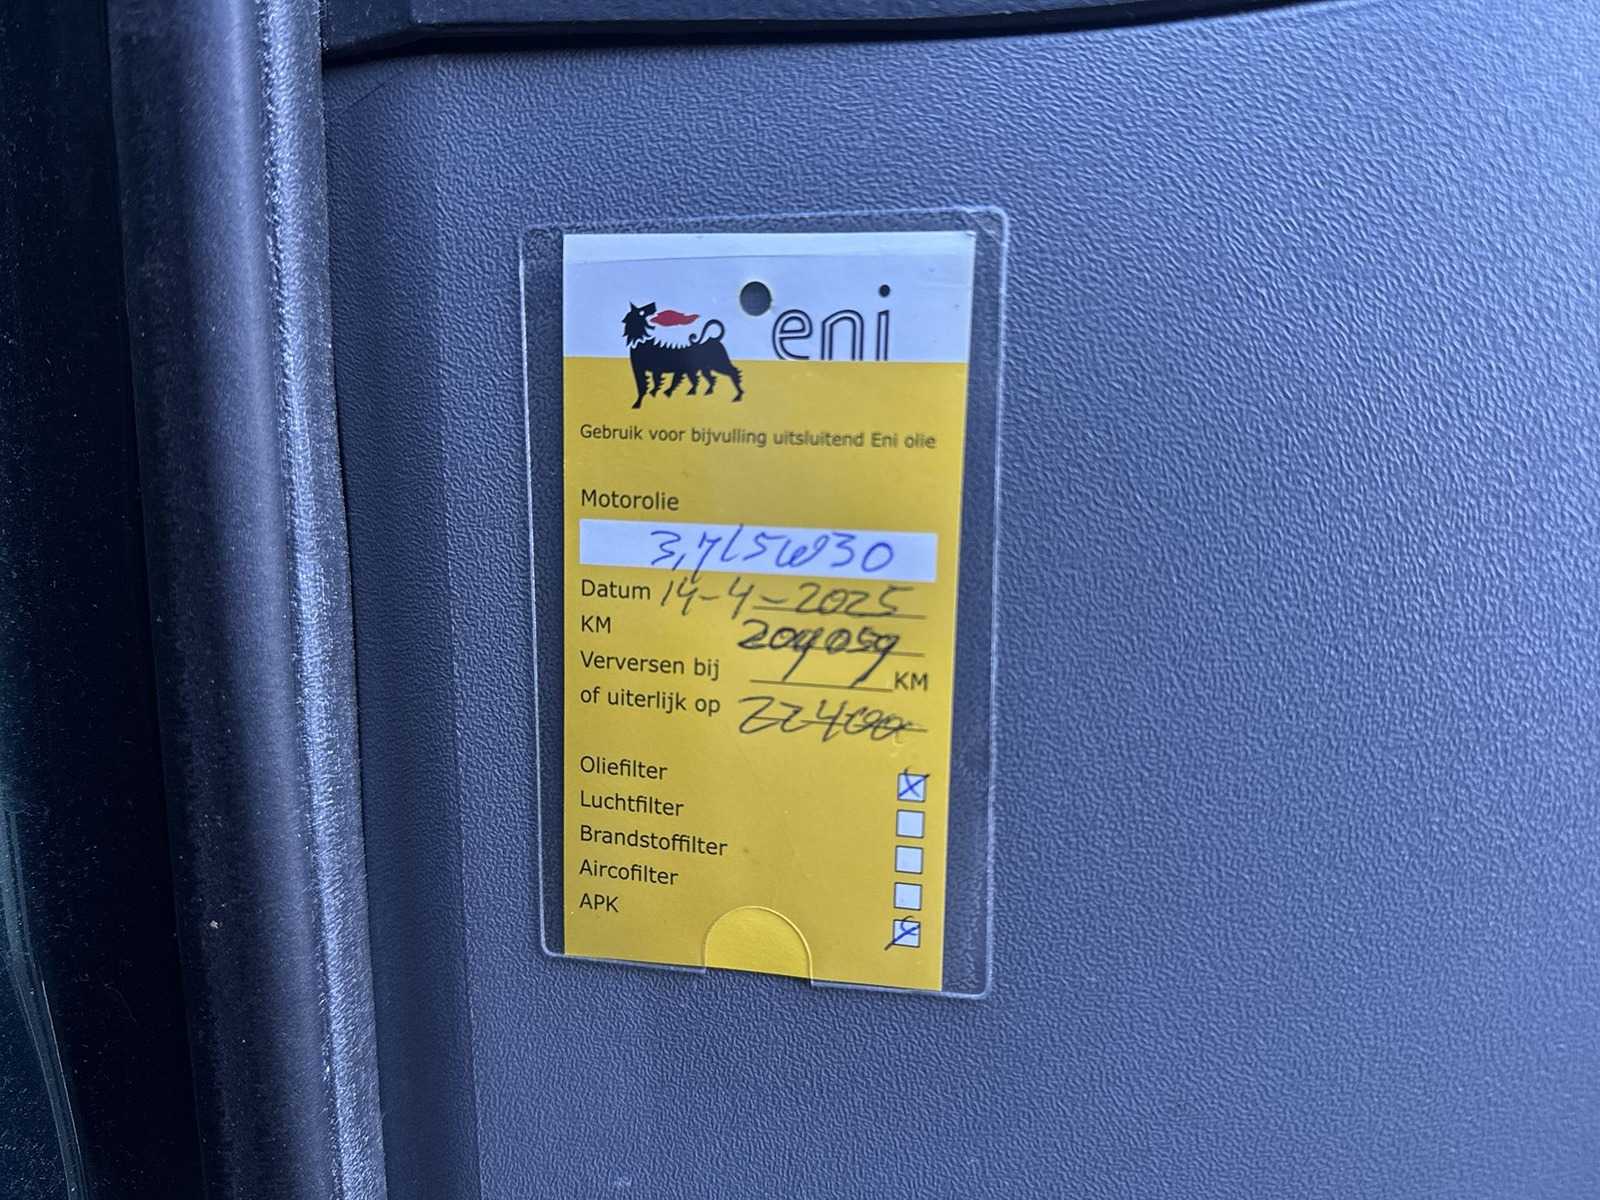 eni
Gebruik voor bijvulling uitsluitend Eni olie
Motorolie
3,7L5W30
Datum 14-4-2025
KM 209059
Verversen bij KM
of uiterlijk op 224000
Oliefilter X
Luchtfilter
Brandstoffilter
Aircofilter
APK